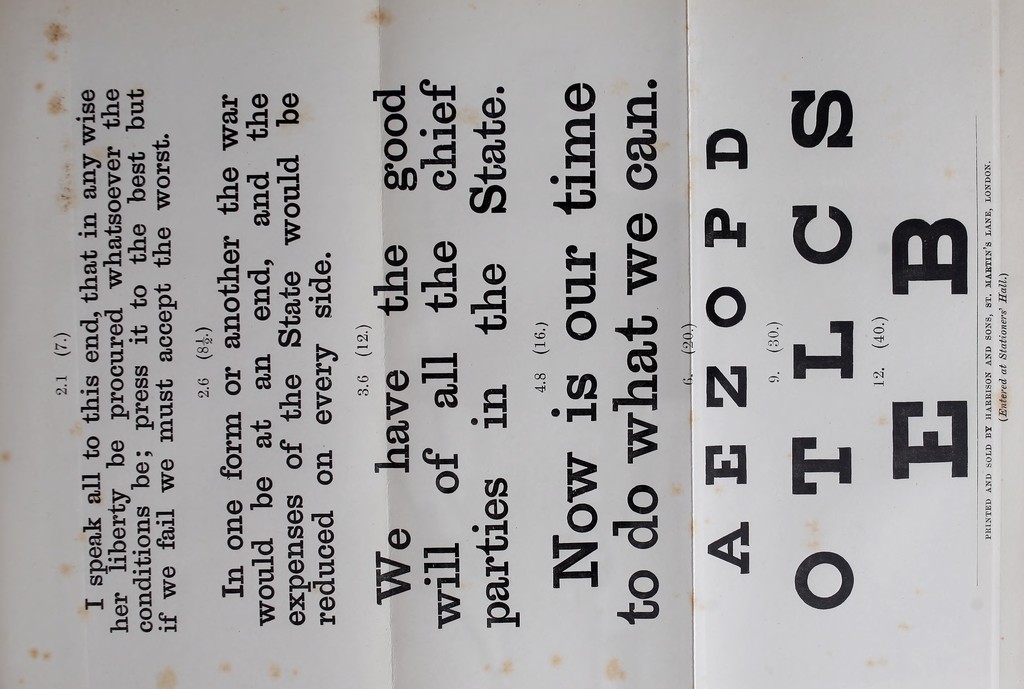 2.1 (7.)
I speak all to this end, that in any wise
her liberty be procured whatsoever the
conditions be; press it to the best but
if we fail we must accept the worst.
2.6 (8½.)
In one form or another the war
would be at an end, and the
expenses of the State would be
reduced on every side.
3.6 (12.)
We have the good
will of all the chief
parties in the State.
4.8 (16.)
Now is our time
to do what we can.
6. (20.)
A E Z O P D
9. (30.)
O T L C S
12. (40.)
E B
PRINTED AND SOLD BY HARRISON AND SONS, ST. MARTIN'S LANE, LONDON.
(Entered at Stationers' Hall.)